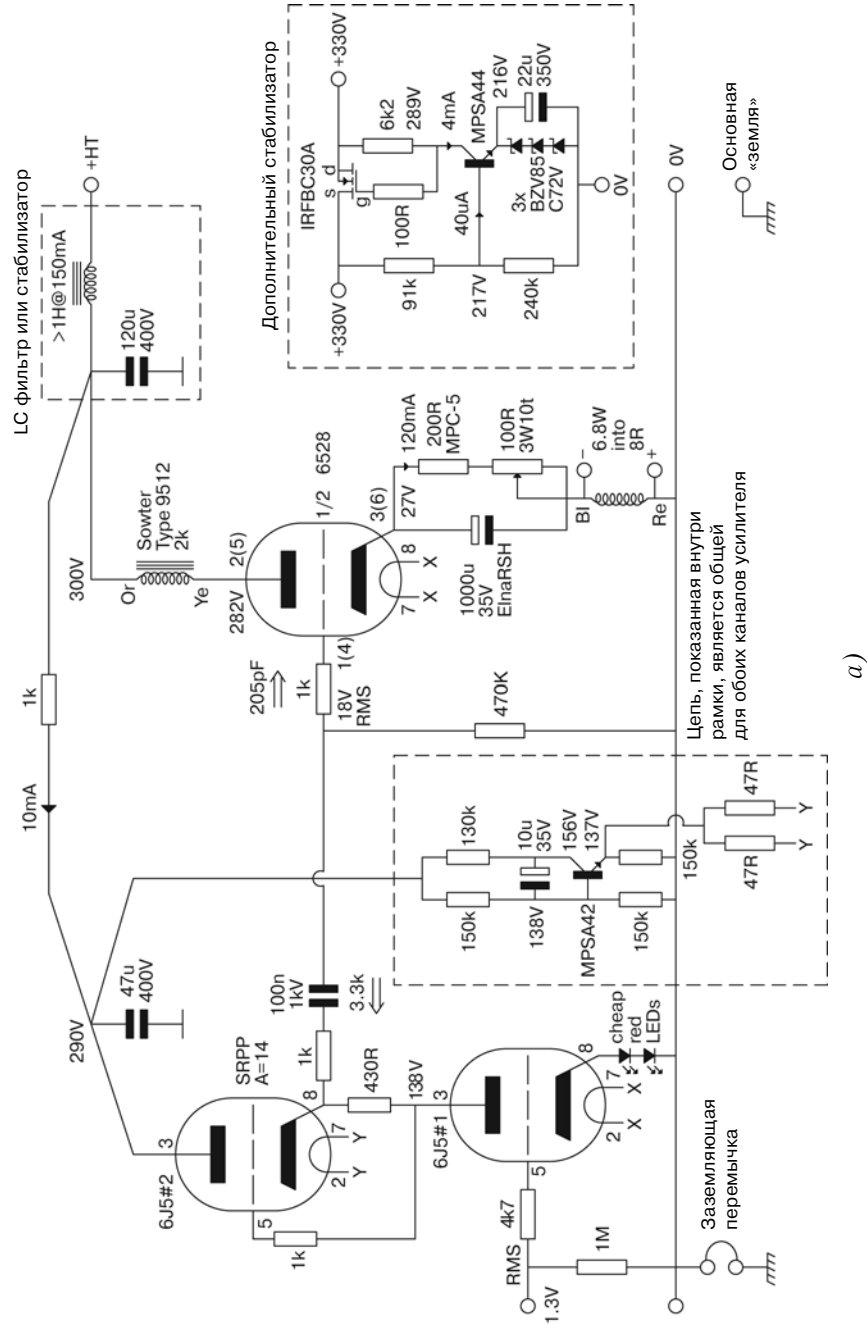 LC фильтр или стабилизатор
>1H@150mA
+HT
120u
400V
300V
1k
10mA
290V
47u
400V
Or
Sowter
Type 9512
2k
Ye
282V
2(5)
1/2 6528
3(6)
27V
120mA
200R
MPC-5
100R
3W10t
1000u
35V
ElnaRSH
7
8
X
X
Bl
−
6.8W
into
8R
Re
+
205pF
1k
1(4)
18V
RMS
470K
SRPP
A=14
6J5#2
3
5
8
2
7
Y
Y
1k
1k
100n
1kV
3.3k
430R
138V
6J5#1
3
5
8
2
7
X
X
cheap
red
LEDs
4k7
RMS
1.3V
1M
Заземляющая
перемычка
150k
130k
10u
35V
138V
156V
137V
MPSA42
150k
150k
47R
47R
Y
Y
Цепь, показанная внутри
рамки, является общей
для обоих каналов усилителя
Дополнительный стабилизатор
+330V
+330V
IRFBC30A
s
d
g
100R
6k2
289V
4mA
91k
40uA
MPSA44
216V
217V
240k
3x
BZV85
C72V
22u
350V
0V
0V
Основная
«земля»
а)